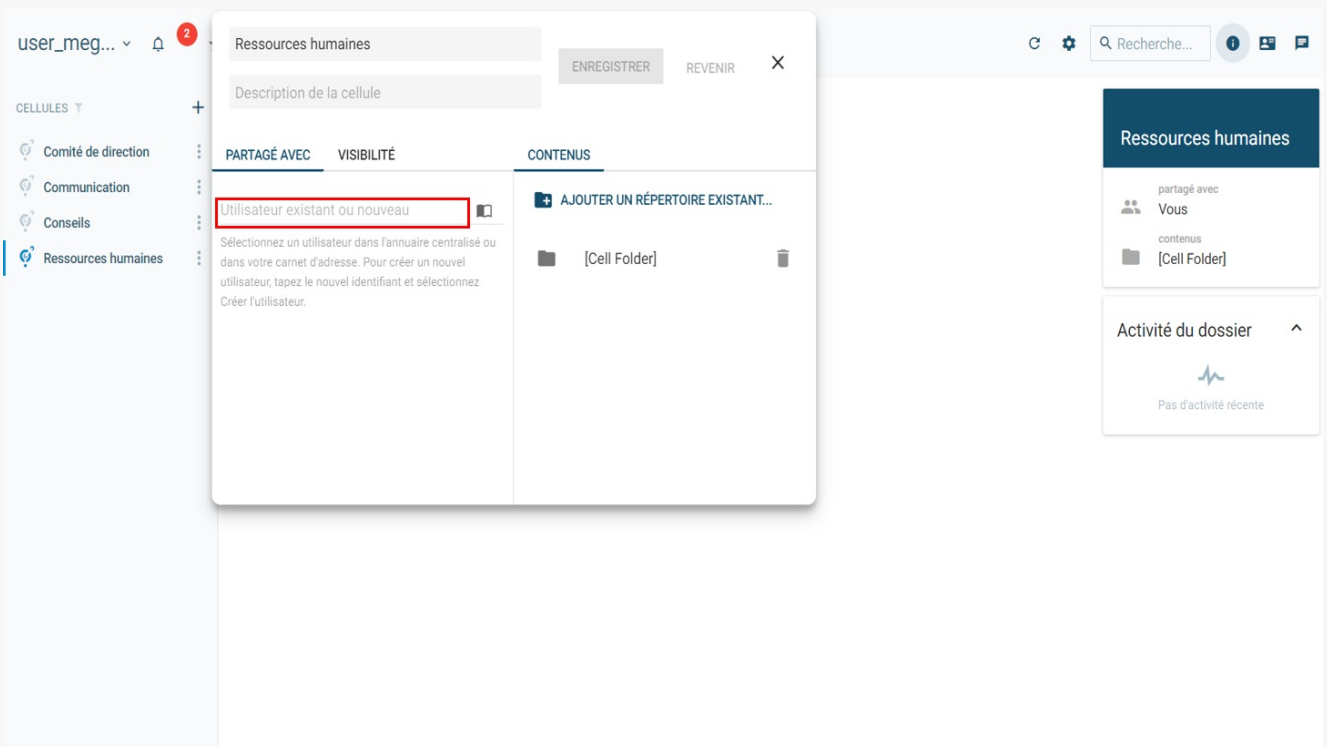 user_meg...
2
Recherche...
CELLULES
Comité de direction
Communication
Conseils
Ressources humaines
Ressources humaines
Description de la cellule
ENREGISTRER
REVENIR
PARTAGÉ AVEC
VISIBILITÉ
Utilisateur existant ou nouveau
Sélectionnez un utilisateur dans l'annuaire centralisé ou
dans votre carnet d'adresse. Pour créer un nouvel
utilisateur, tapez le nouvel identifiant et sélectionnez
Créer l'utilisateur.
CONTENUS
AJOUTER UN RÉPERTOIRE EXISTANT...
[Cell Folder]
Ressources humaines
partagé avec
Vous
contenus
[Cell Folder]
Activité du dossier
Pas d'activité récente